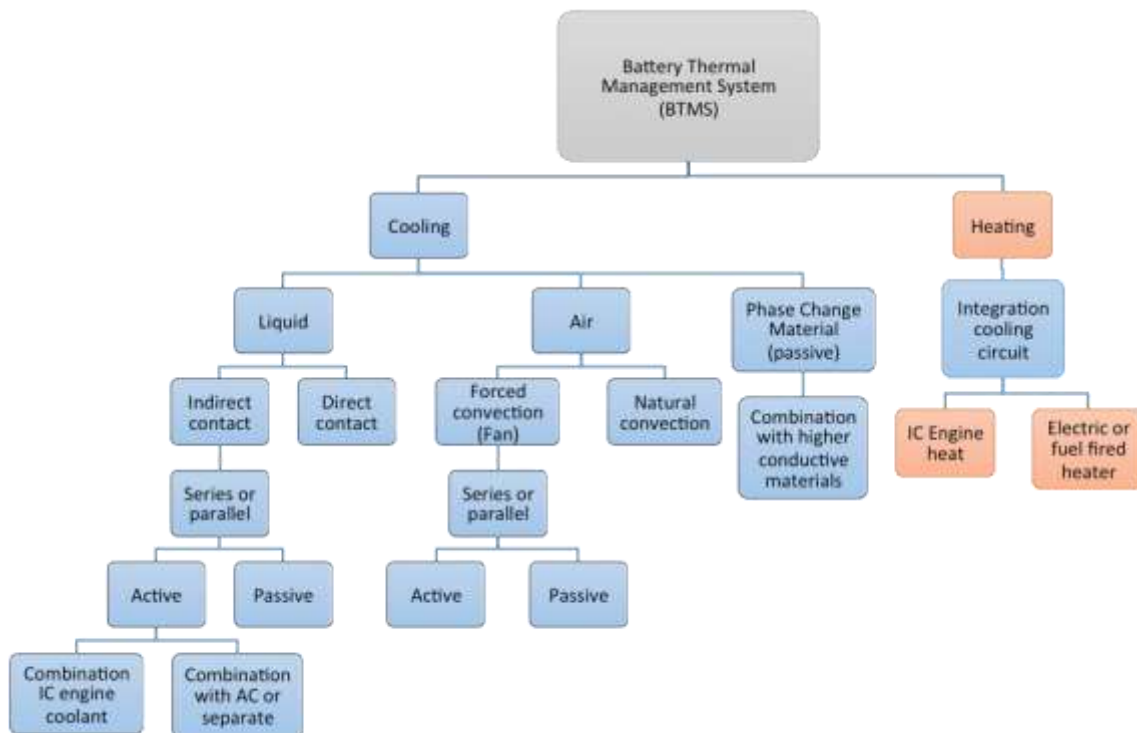 Battery Thermal
Management System
(BTMS)
Cooling
Heating
Liquid
Air
Phase Change
Material
(passive)
Integration
cooling
circuit
Indirect
contact
Direct
contact
Forced
convection
(Fan)
Natural
convection
Combination
with higher
conductive
materials
IC Engine
heat
Electric or
fuel fired
heater
Series or
parallel
Series or
parallel
Active
Passive
Active
Passive
Combination
IC engine
coolant
Combination
with AC or
separate